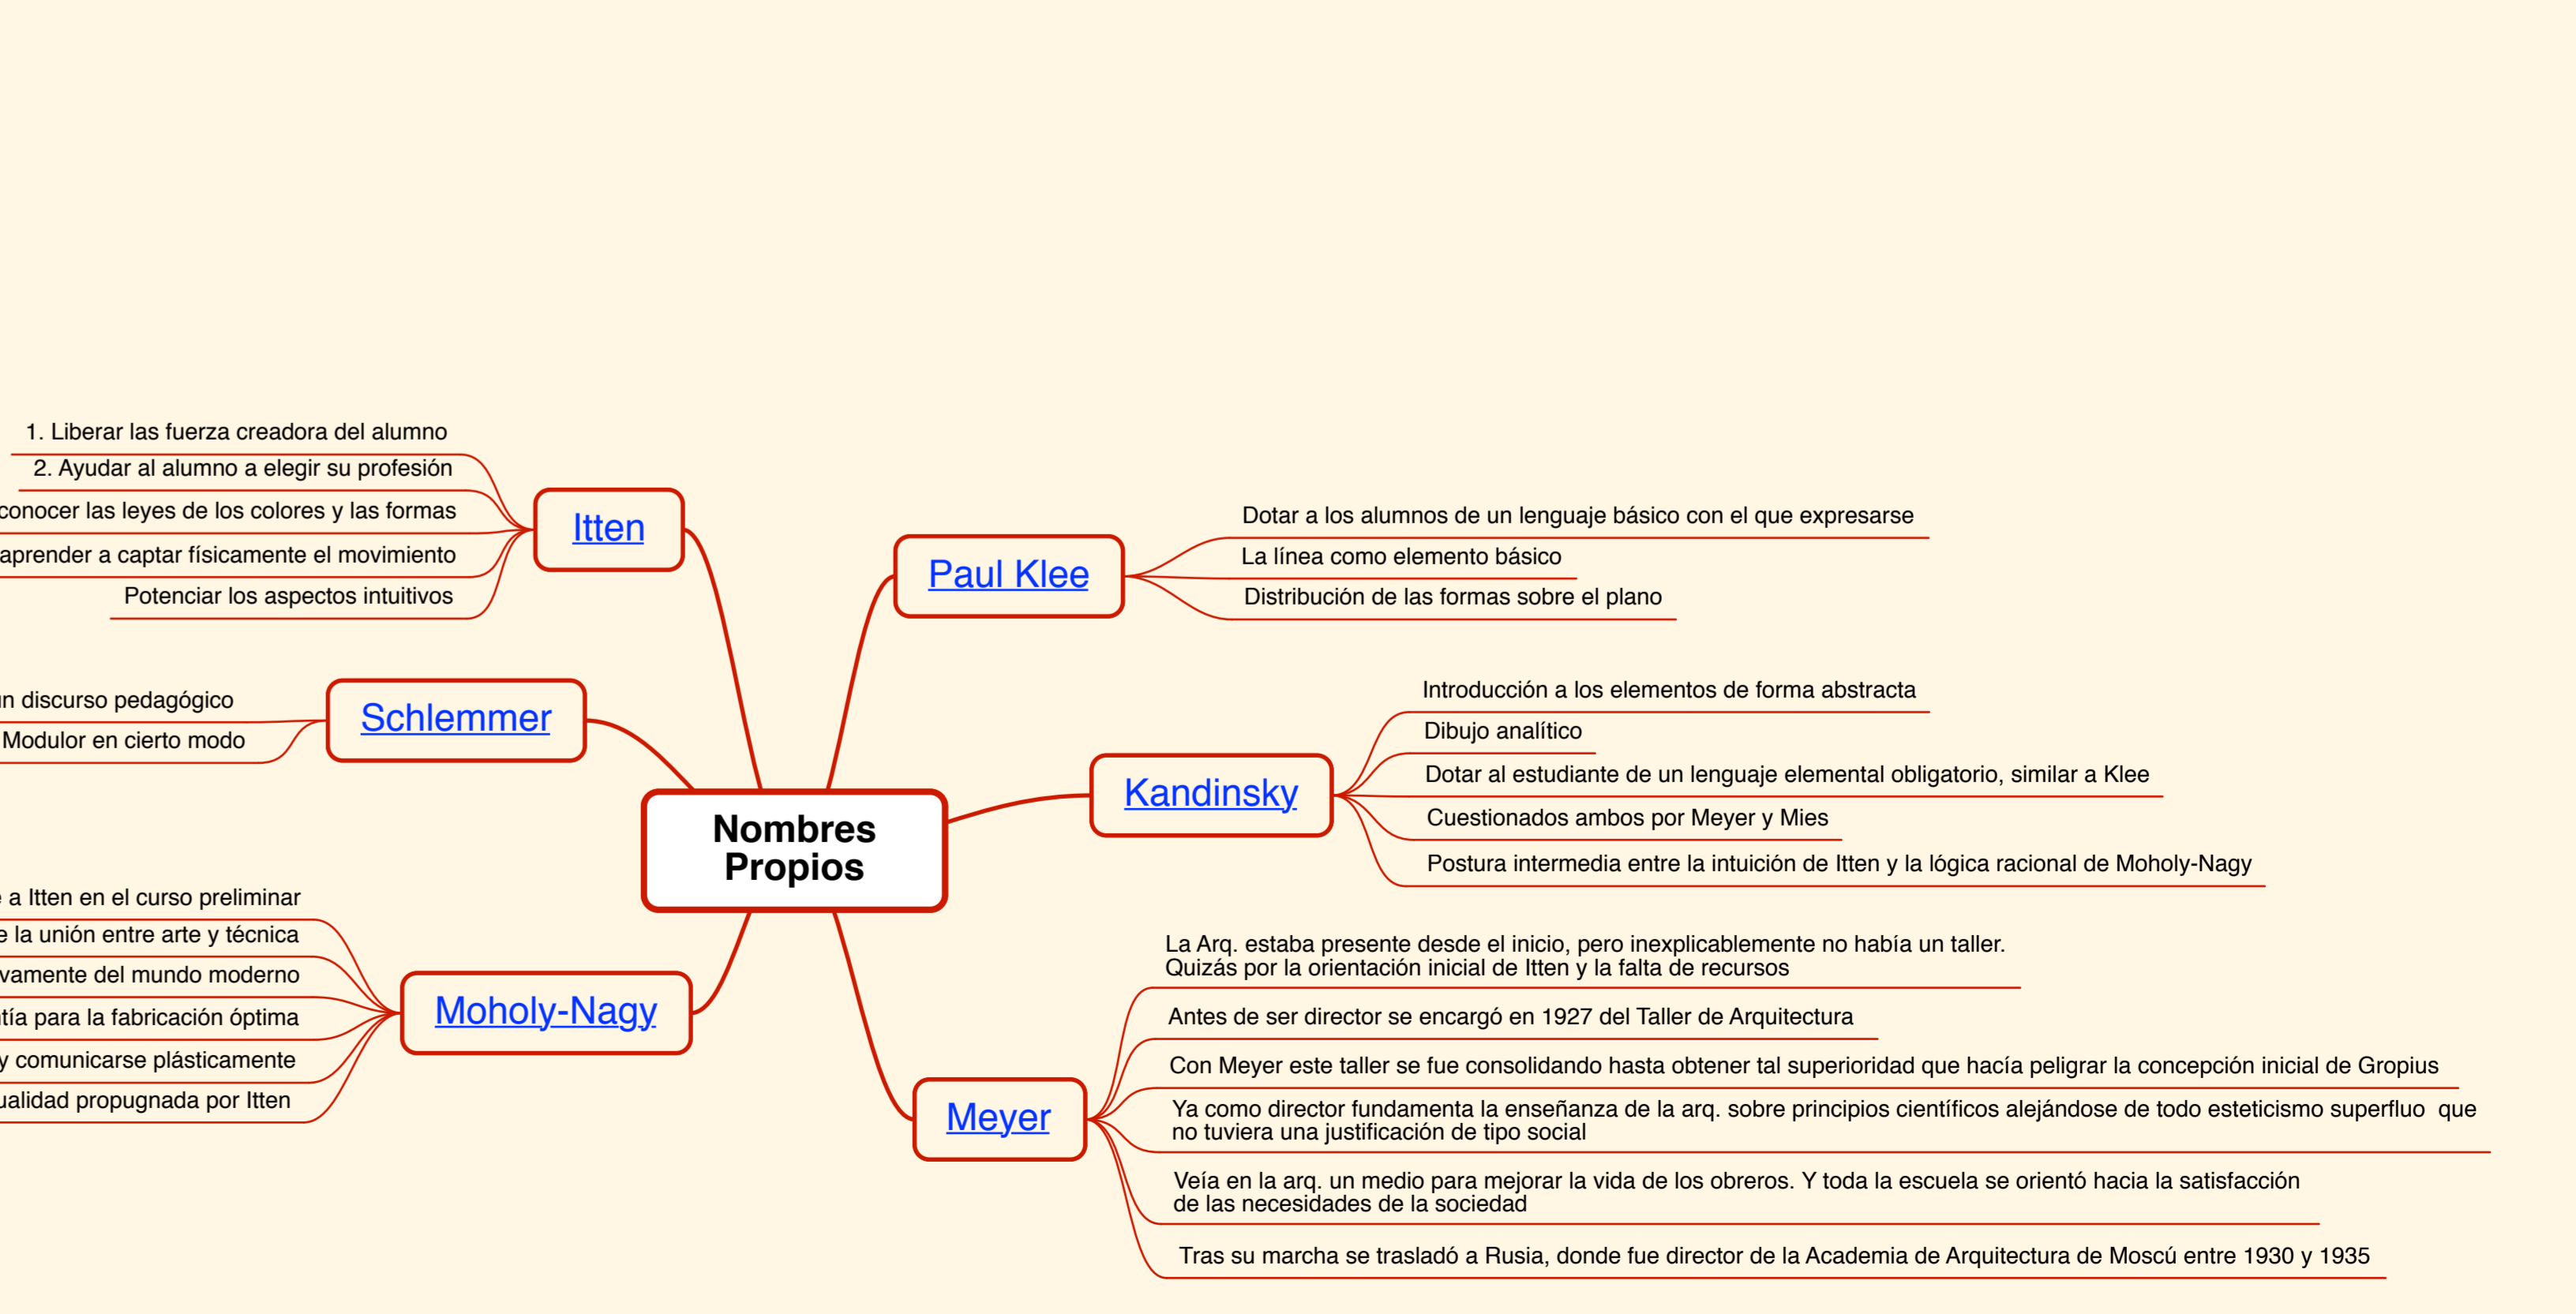 1. Liberar las fuerza creadora del alumno
2. Ayudar al alumno a elegir su profesión
conocer las leyes de los colores y las formas
aprender a captar físicamente el movimiento
Potenciar los aspectos intuitivos
Itten
discurso pedagógico
Modulor en cierto modo
Schlemmer
a Itten en el curso preliminar
la unión entre arte y técnica
del mundo moderno
para la fabricación óptima
y comunicarse plásticamente
propugnada por Itten
Moholy-Nagy
Nombres
Propios
Paul Klee
Dotar a los alumnos de un lenguaje básico con el que expresarse
La línea como elemento básico
Distribución de las formas sobre el plano
Kandinsky
Introducción a los elementos de forma abstracta
Dibujo analítico
Dotar al estudiante de un lenguaje elemental obligatorio, similar a Klee
Cuestionados ambos por Meyer y Mies
Postura intermedia entre la intuición de Itten y la lógica racional de Moholy-Nagy
Meyer
La Arq. estaba presente desde el inicio, pero inexplicablemente no había un taller.
Quizás por la orientación inicial de Itten y la falta de recursos
Antes de ser director se encargó en 1927 del Taller de Arquitectura
Con Meyer este taller se fue consolidando hasta obtener tal superioridad que hacía peligrar la concepción inicial de Gropius
Ya como director fundamenta la enseñanza de la arq. sobre principios científicos alejándose de todo esteticismo superfluo que
no tuviera una justificación de tipo social
Veía en la arq. un medio para mejorar la vida de los obreros. Y toda la escuela se orientó hacia la satisfacción
de las necesidades de la sociedad
Tras su marcha se trasladó a Rusia, donde fue director de la Academia de Arquitectura de Moscú entre 1930 y 1935